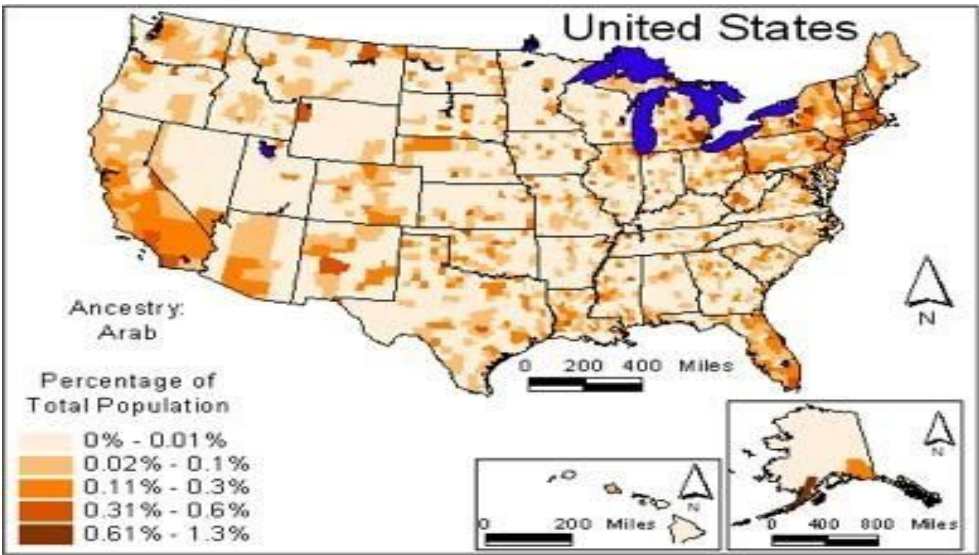 United States
N
Ancestry:
Arab
0 200 400 Miles
Percentage of
Total Population
0% - 0.01%
0.02% - 0.1%
0.11% - 0.3%
0.31% - 0.6%
0.61% - 1.3%
N
0 200 Miles
N
0 400 800 Miles